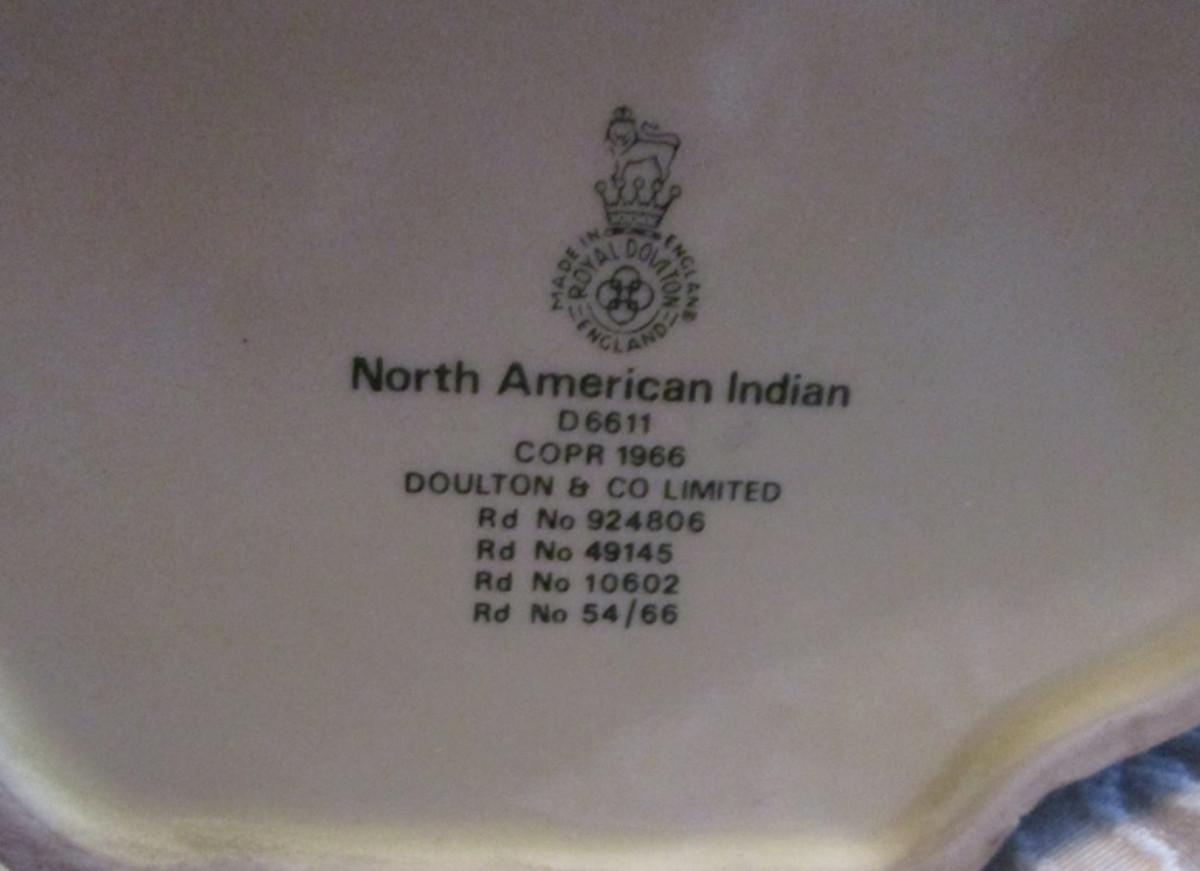 MADE IN ENGLAND
ROYAL DOULTON
ENGLAND
North American Indian
D6611
COPR 1966
DOULTON & CO LIMITED
Rd No 924806
Rd No 49145
Rd No 10602
Rd No 54/66